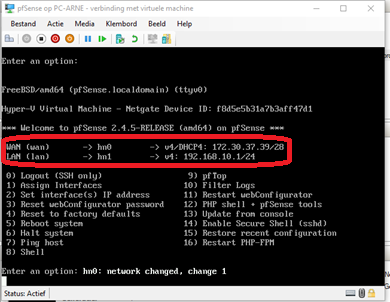 pfSense op PC-ARNE - verbinding met virtuele machine
Bestand Actie Media Klembord Beeld Help
Enter an option:
FreeBSD/amd64 (pfSense.localdomain) (ttyv0)
Hyper-V Virtual Machine - Netgate Device ID: f8d5e5b31a7b3aff47d1
*** Welcome to pfSense 2.4.5-RELEASE (amd64) on pfSense ***
WAN (wan) -> hn0 -> v4/DHCP4: 172.30.37.39/28
LAN (lan) -> hn1 -> v4: 192.168.10.1/24
0) Logout (SSH only) 9) pfTop
1) Assign Interfaces 10) Filter Logs
2) Set interface(s) IP address 11) Restart webConfigurator
3) Reset webConfigurator password 12) PHP shell + pfSense tools
4) Reset to factory defaults 13) Update from console
5) Reboot system 14) Enable Secure Shell (sshd)
6) Halt system 15) Restore recent configuration
7) Ping host 16) Restart PHP-FPM
8) Shell
Enter an option: hn0: network changed, change 1
Status: Actief